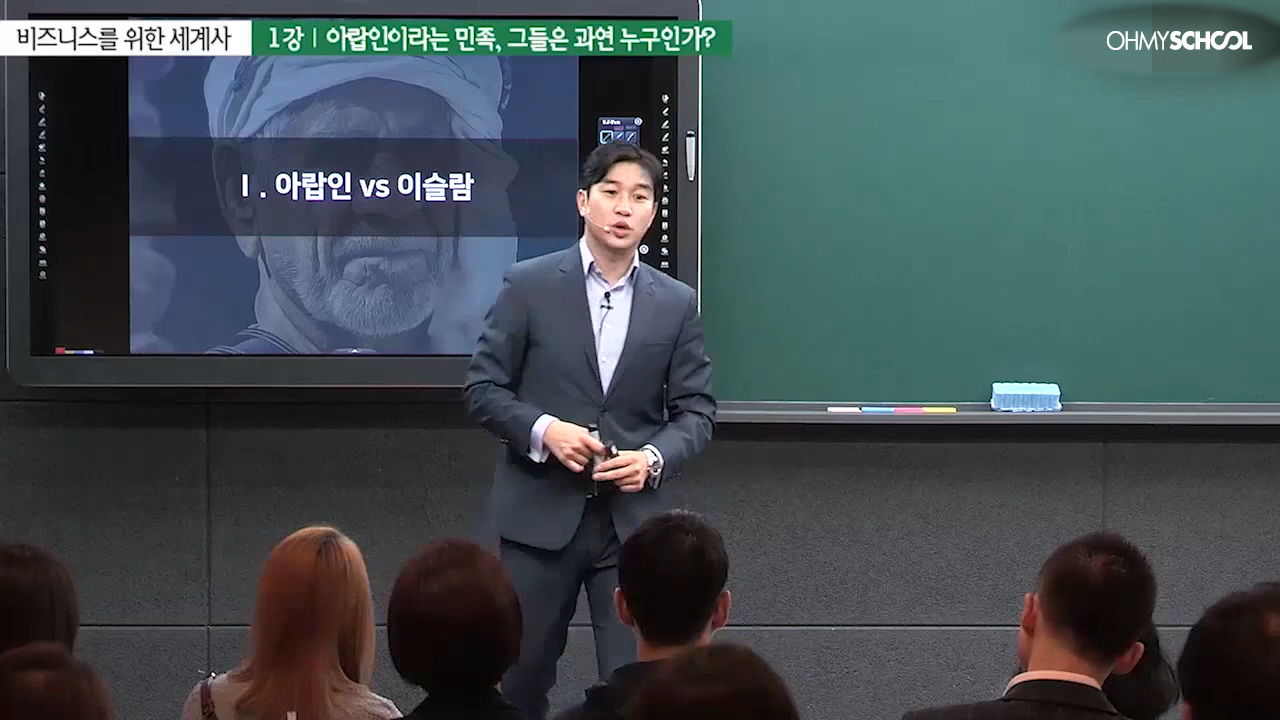 비즈니스를 위한 세계사
1강 | 아랍인이라는 민족, 그들은 과연 누구인가?
OHMYSCHOOL
Ⅰ. 아랍인 vs 이슬람